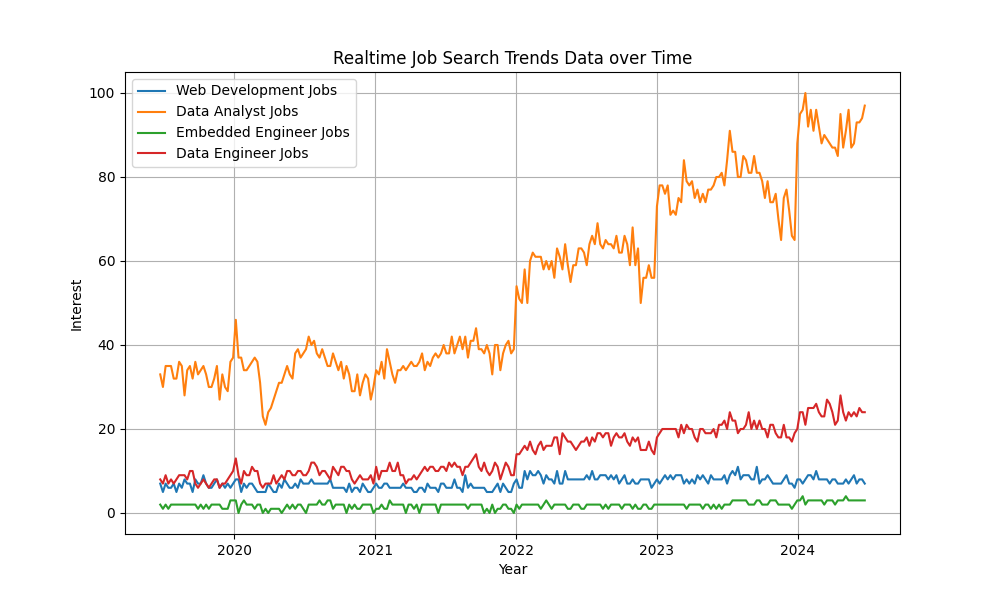 Realtime Job Search Trends Data over Time
Web Development Jobs
Data Analyst Jobs
Embedded Engineer Jobs
Data Engineer Jobs
100
80
60
40
20
0
Interest
2020 2021 2022 2023 2024
Year